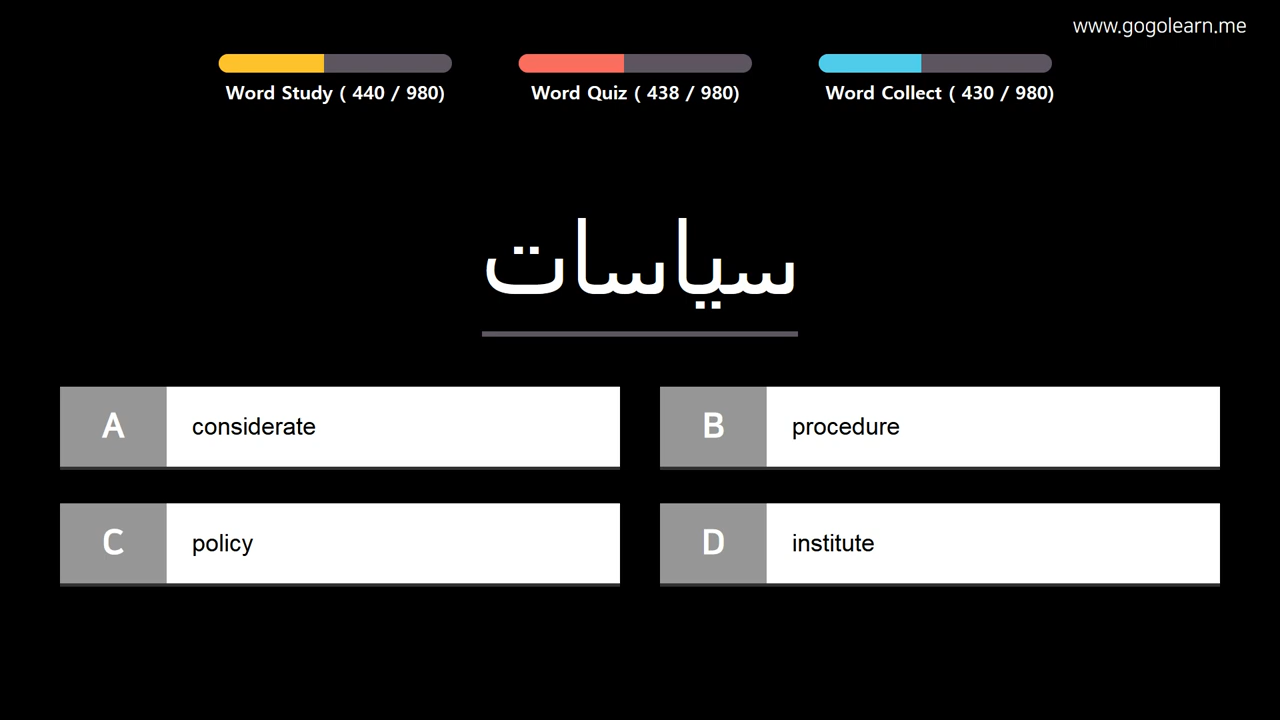 www.gogolearn.me
Word Study ( 440 / 980)
Word Quiz ( 438 / 980)
Word Collect ( 430 / 980)
سياسات
A considerate
B procedure
C policy
D institute